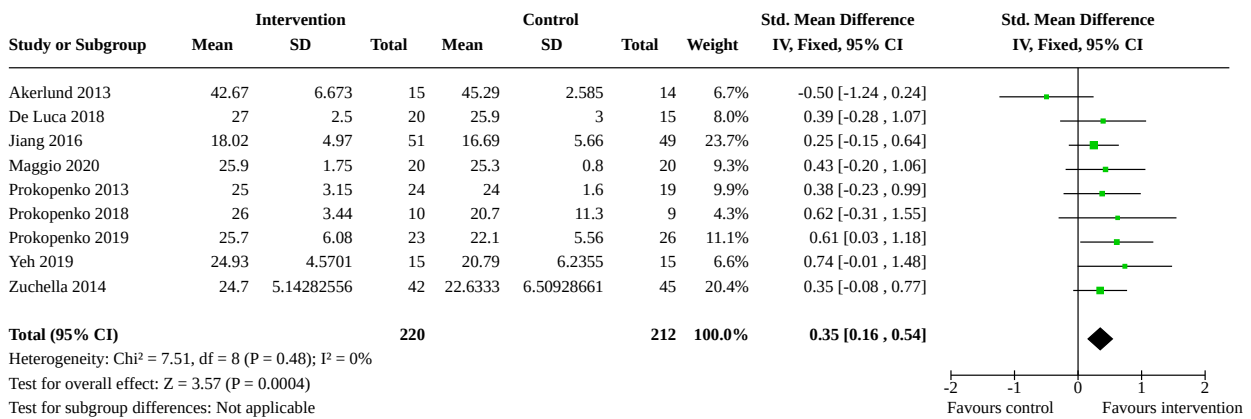 Intervention Control Std. Mean Difference Std. Mean Difference
Study or Subgroup Mean SD Total Mean SD Total Weight IV, Fixed, 95% CI IV, Fixed, 95% CI
Akerlund 2013 42.67 6.673 15 45.29 2.585 14 6.7% -0.50 [-1.24 , 0.24]
De Luca 2018 27 2.5 20 25.9 3 15 8.0% 0.39 [-0.28 , 1.07]
Jiang 2016 18.02 4.97 51 16.69 5.66 49 23.7% 0.25 [-0.15 , 0.64]
Maggio 2020 25.9 1.75 20 25.3 0.8 20 9.3% 0.43 [-0.20 , 1.06]
Prokopenko 2013 25 3.15 24 24 1.6 19 9.9% 0.38 [-0.23 , 0.99]
Prokopenko 2018 26 3.44 10 20.7 11.3 9 4.3% 0.62 [-0.31 , 1.55]
Prokopenko 2019 25.7 6.08 23 22.1 5.56 26 11.1% 0.61 [0.03 , 1.18]
Yeh 2019 24.93 4.5701 15 20.79 6.2355 15 6.6% 0.74 [-0.01 , 1.48]
Zuchella 2014 24.7 5.14282556 42 22.6333 6.50928661 45 20.4% 0.35 [-0.08 , 0.77]
Total (95% CI) 220 212 100.0% 0.35 [0.16 , 0.54]
Heterogeneity: Chi² = 7.51, df = 8 (P = 0.48); I² = 0%
Test for overall effect: Z = 3.57 (P = 0.0004)
Test for subgroup differences: Not applicable
-2 -1 0 1 2
Favours control Favours intervention